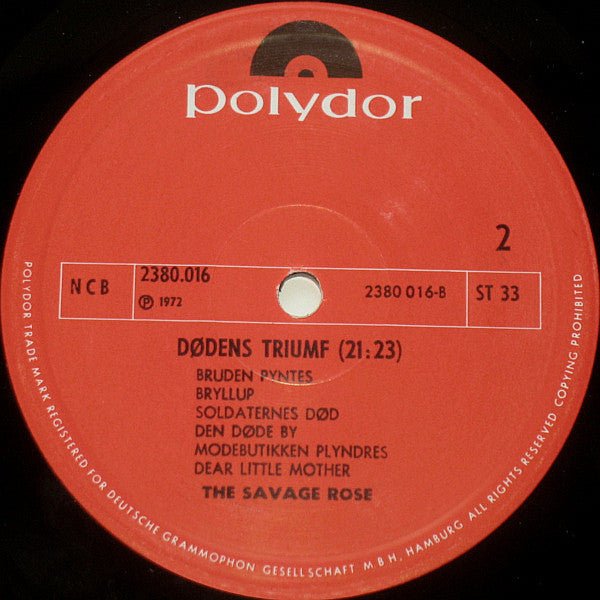 polydor
2
NCB
2380.016
℗ 1972
2380 016-B
ST 33
DØDENS TRIUMF (21:23)
BRUDEN PYNTES
BRYLLUP
SOLDATERNES DØD
DEN DØDE BY
MODEBUTIKKEN PLYNDRES
DEAR LITTLE MOTHER
THE SAVAGE ROSE
POLYDOR TRADE MARK REGISTERED FOR DEUTSCHE GRAMMOPHON GESELLSCHAFT M B H, HAMBURG ALL RIGHTS RESERVED COPYING PROHIBITED